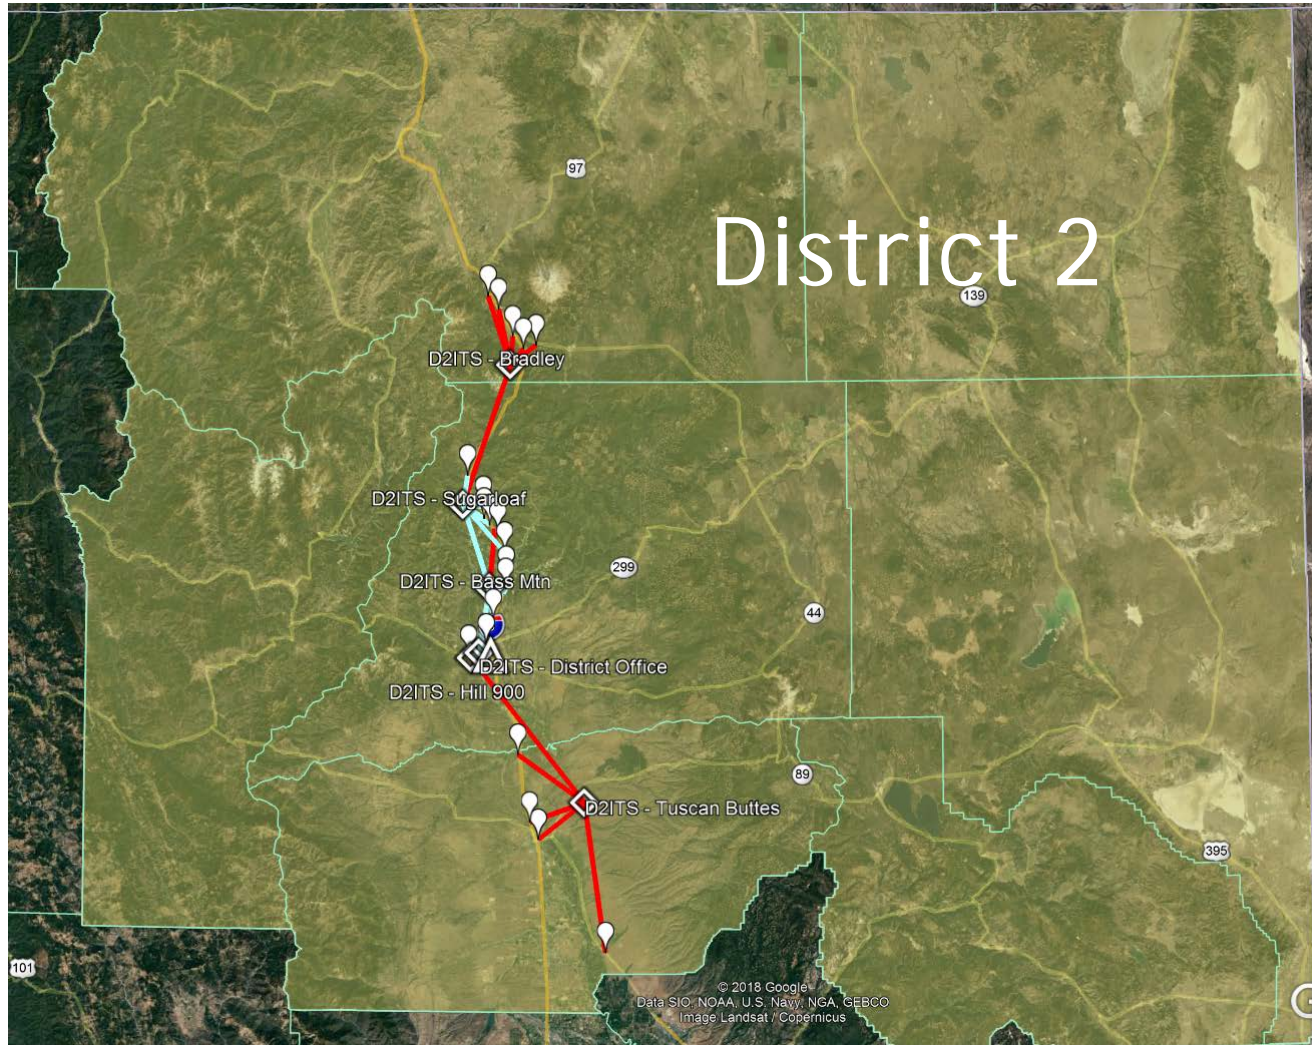 97
District 2
139
D2ITS - Bradley
D2ITS - Sugarloaf
299
D2ITS - Bass Mtn
44
D2ITS - District Office
D2ITS - Hill 900
89
D2ITS - Tuscan Buttes
395
101
© 2018 Google
Data SIO, NOAA, U.S. Navy, NGA, GEBCO
Image Landsat / Copernicus